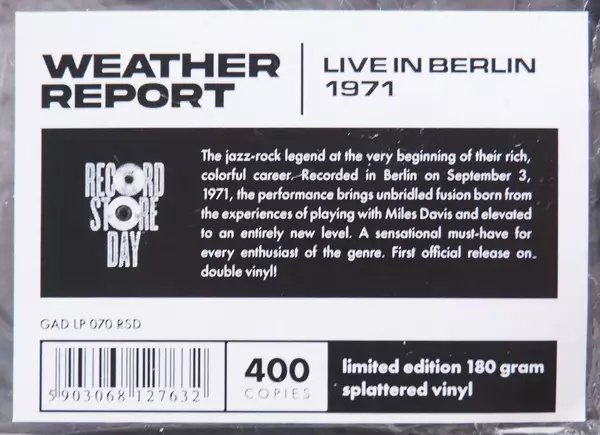 WEATHER REPORT
LIVE IN BERLIN
1971
RECORD
STORE
DAY
The jazz-rock legend at the very beginning of their rich,
colorful career. Recorded in Berlin on September 3,
1971, the performance brings unbridled fusion born from
the experiences of playing with Miles Davis and elevated
to an entirely new level. A sensational must-have for
every enthusiast of the genre. First official release on
double vinyl!
GAD LP 070 RSD
5903068 127632
400
COPIES
limited edition 180 gram
splattered vinyl